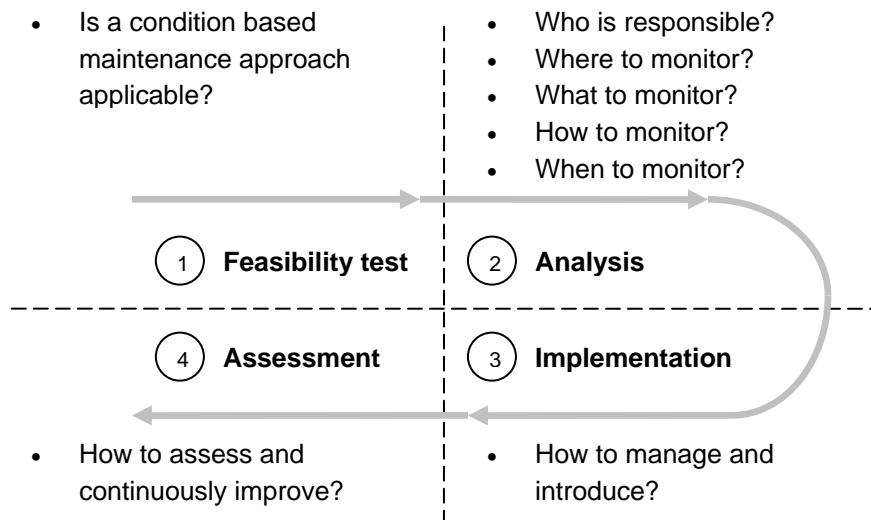 • Is a condition based
maintenance approach
applicable?
• Who is responsible?
• Where to monitor?
• What to monitor?
• How to monitor?
• When to monitor?
1 Feasibility test
2 Analysis
4 Assessment
3 Implementation
• How to assess and
continuously improve?
• How to manage and
introduce?